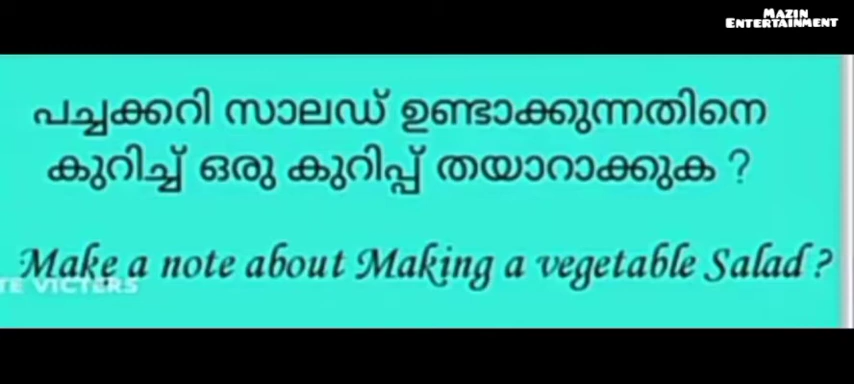 MAZIN
ENTERTAINMENT
പച്ചക്കറി സാലഡ് ഉണ്ടാക്കുന്നതിനെ
കുറിച്ച് ഒരു കുറിപ്പ് തയാറാക്കുക ?
Make a note about Making a vegetable Salad ?
TE VICTERS